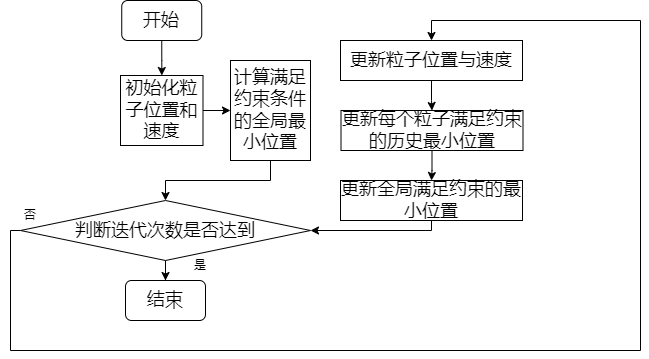 开始
初始化粒
子位置和
速度
计算满足
约束条件
的全局最
小位置
更新粒子位置与速度
更新每个粒子满足约束
的历史最小位置
更新全局满足约束的最
小位置
否
判断迭代次数是否达到
是
结束